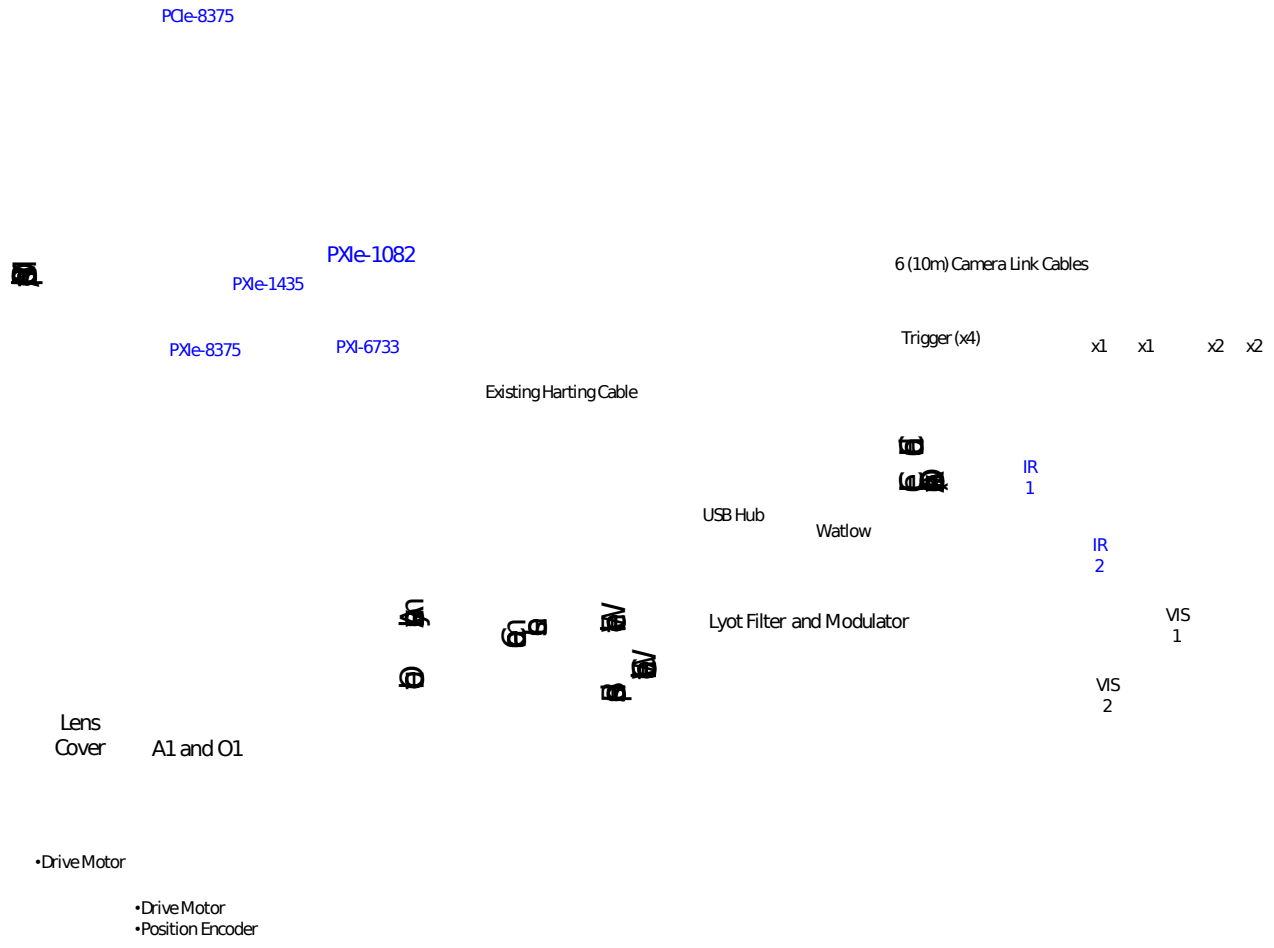 PCIe-8375
PXIe-1082
6 (10m) Camera Link Cables
PXIe-1435
Trigger (x4)
PXIe-8375
PXI-6733
x1
x1
x2
x2
Existing Harting Cable
IR
1
USB Hub
Watlow
IR
2
Lyot Filter and Modulator
VIS
1
VIS
2
Lens
Cover
A1 and O1
•Drive Motor
•Drive Motor
•Position Encoder